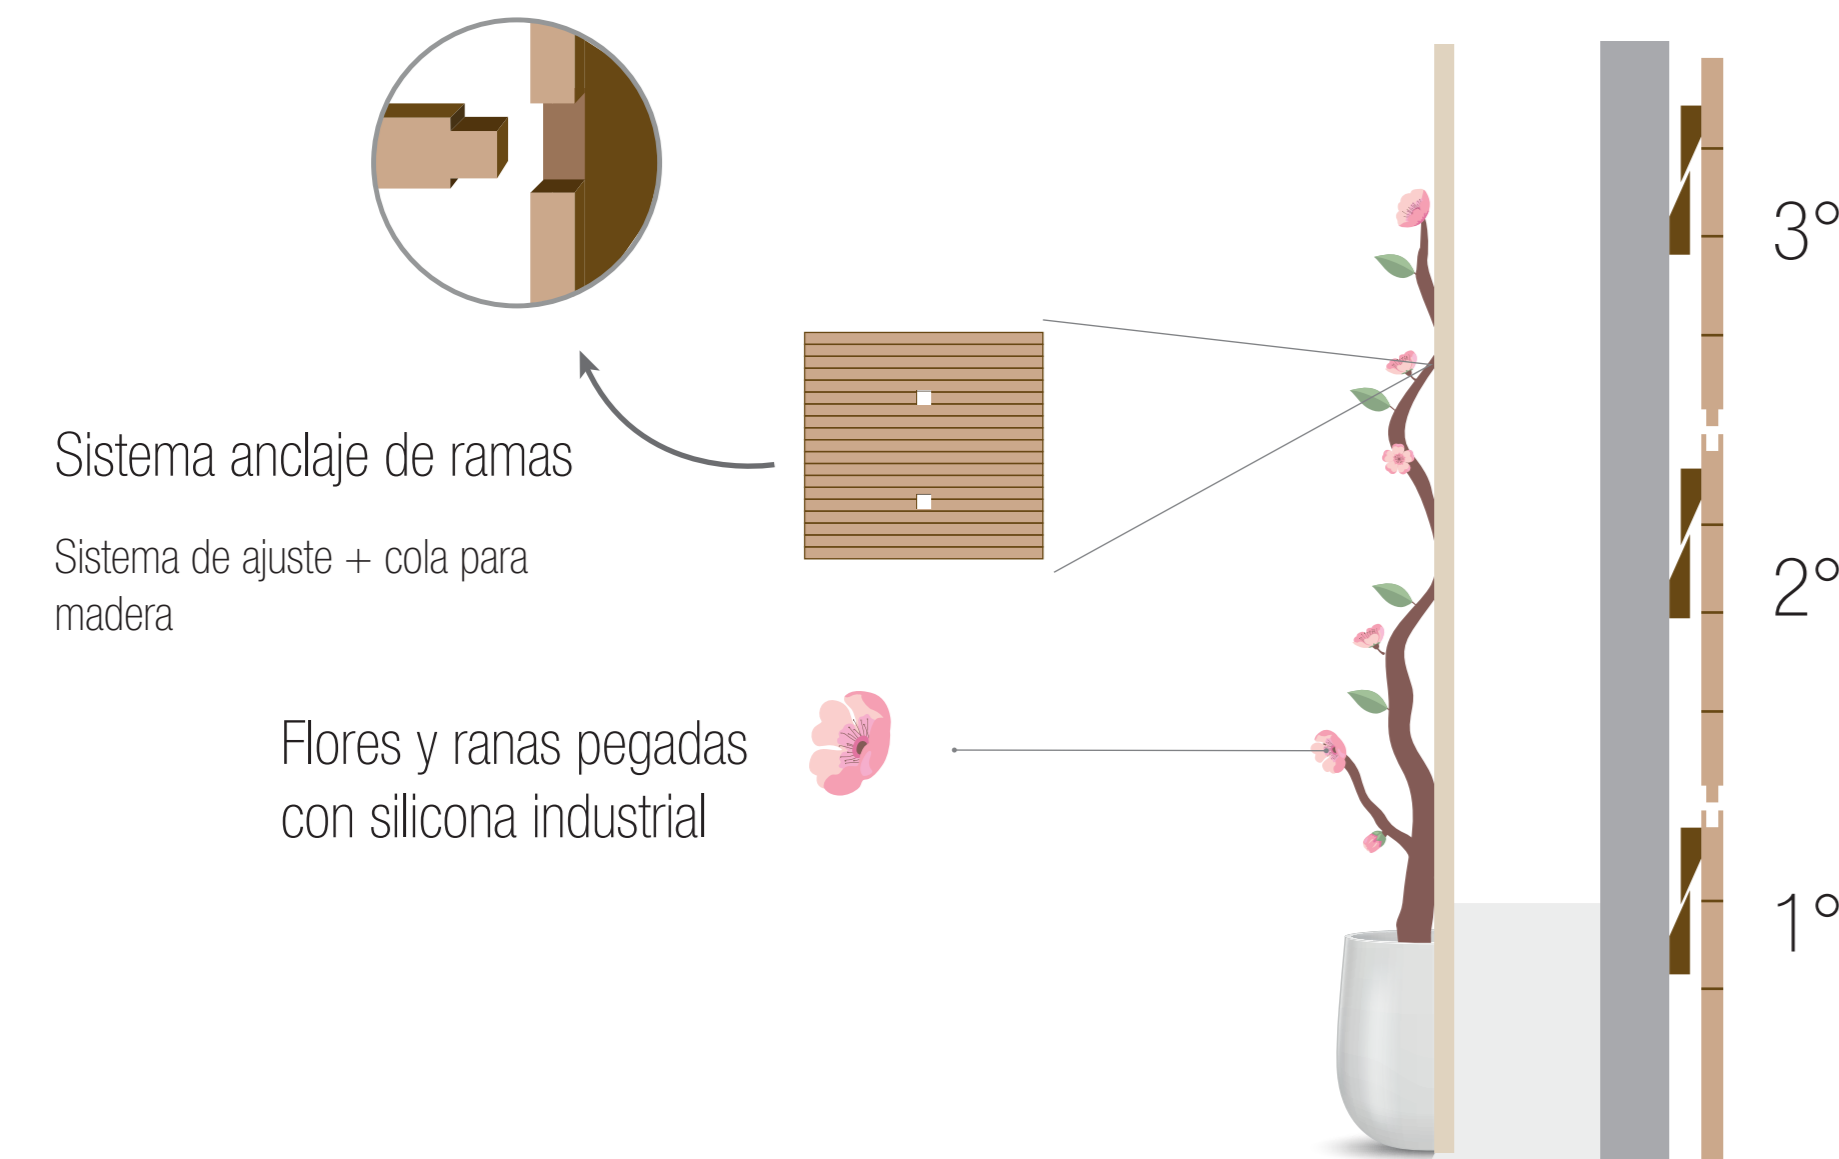 Sistema anclaje de ramas
Sistema de ajuste + cola para
madera
Flores y ranas pegadas
con silicona industrial
3°
2°
1°